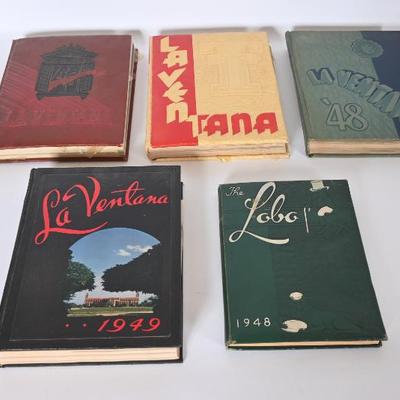 LA VENTANA
LA
VEN
TANA
LA VENTANA
'48
La Ventana
1949
The
Lobo
1948